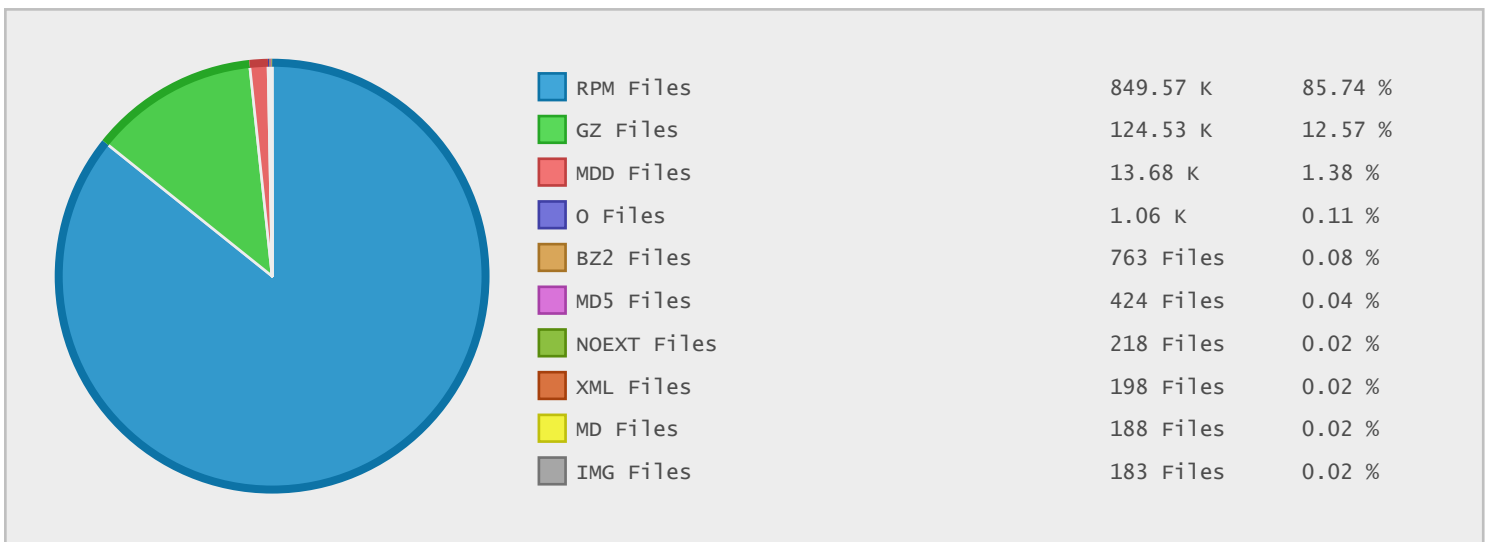 RPM Files 849.57 K 85.74 %
GZ Files 124.53 K 12.57 %
MDD Files 13.68 K 1.38 %
O Files 1.06 K 0.11 %
BZ2 Files 763 Files 0.08 %
MD5 Files 424 Files 0.04 %
NOEXT Files 218 Files 0.02 %
XML Files 198 Files 0.02 %
MD Files 188 Files 0.02 %
IMG Files 183 Files 0.02 %